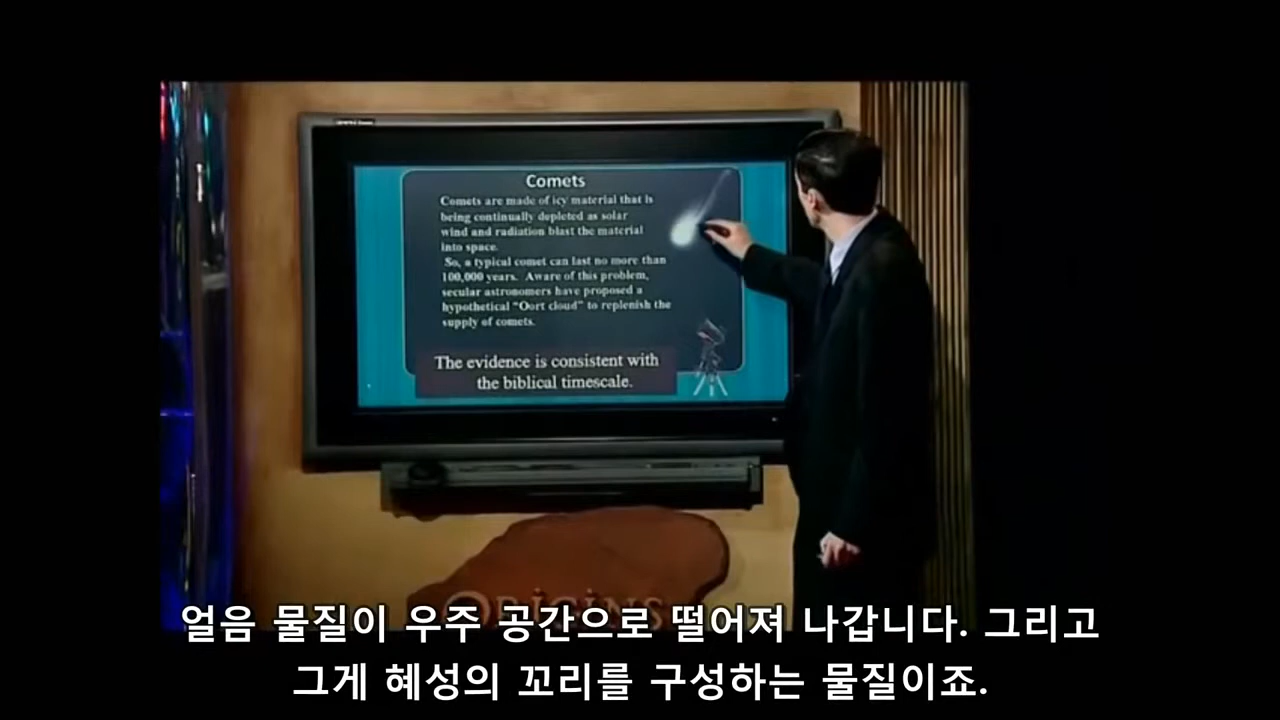 Comets
Comets are made of icy material that is
being continually depleted as solar
wind and radiation blast the material
into space.
So, a typical comet can last no more than
100,000 years. Aware of this problem,
secular astronomers have proposed a
hypothetical "Oort cloud" to replenish the
supply of comets.
The evidence is consistent with
the biblical timescale.
ORiGiNS
얼음 물질이 우주 공간으로 떨어져 나갑니다. 그리고
그게 혜성의 꼬리를 구성하는 물질이죠.